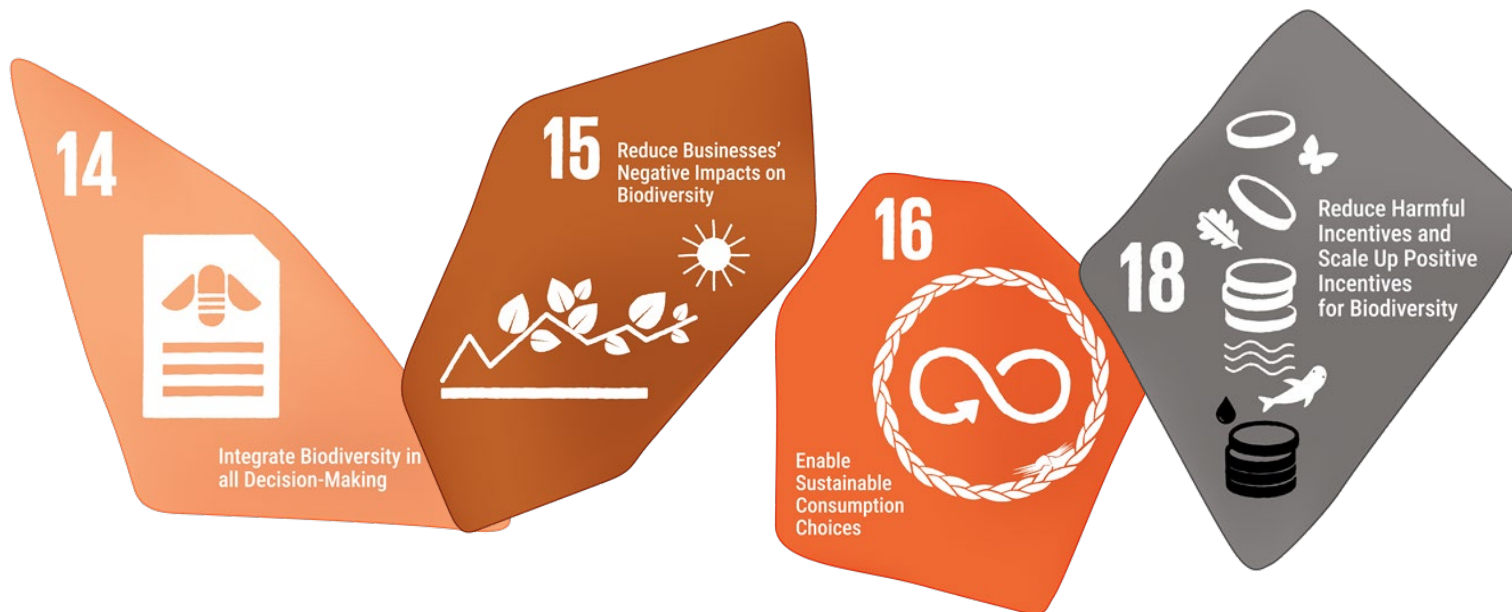 14
Integrate Biodiversity in
all Decision-Making
15
Reduce Businesses’
Negative Impacts on
Biodiversity
16
Enable
Sustainable
Consumption
Choices
18
Reduce Harmful
Incentives and
Scale Up Positive
Incentives
for Biodiversity